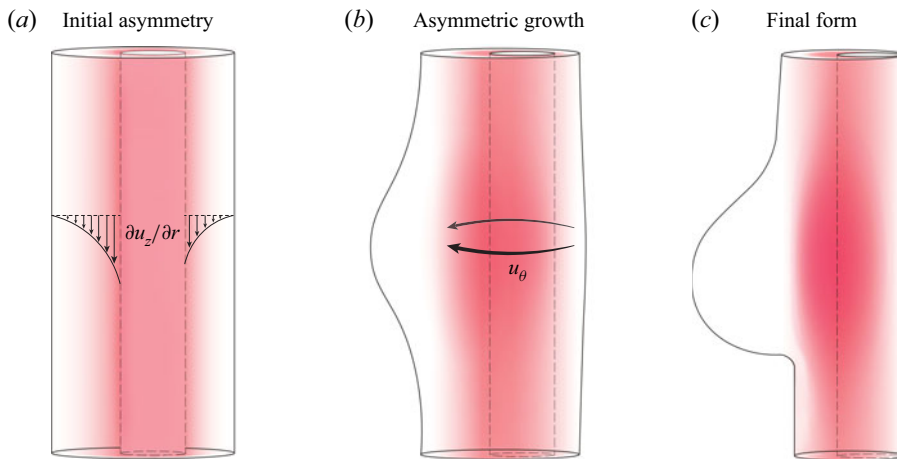 (a) Initial asymmetry
(b) Asymmetric growth
(c) Final form
∂u_z/∂r
u_θ